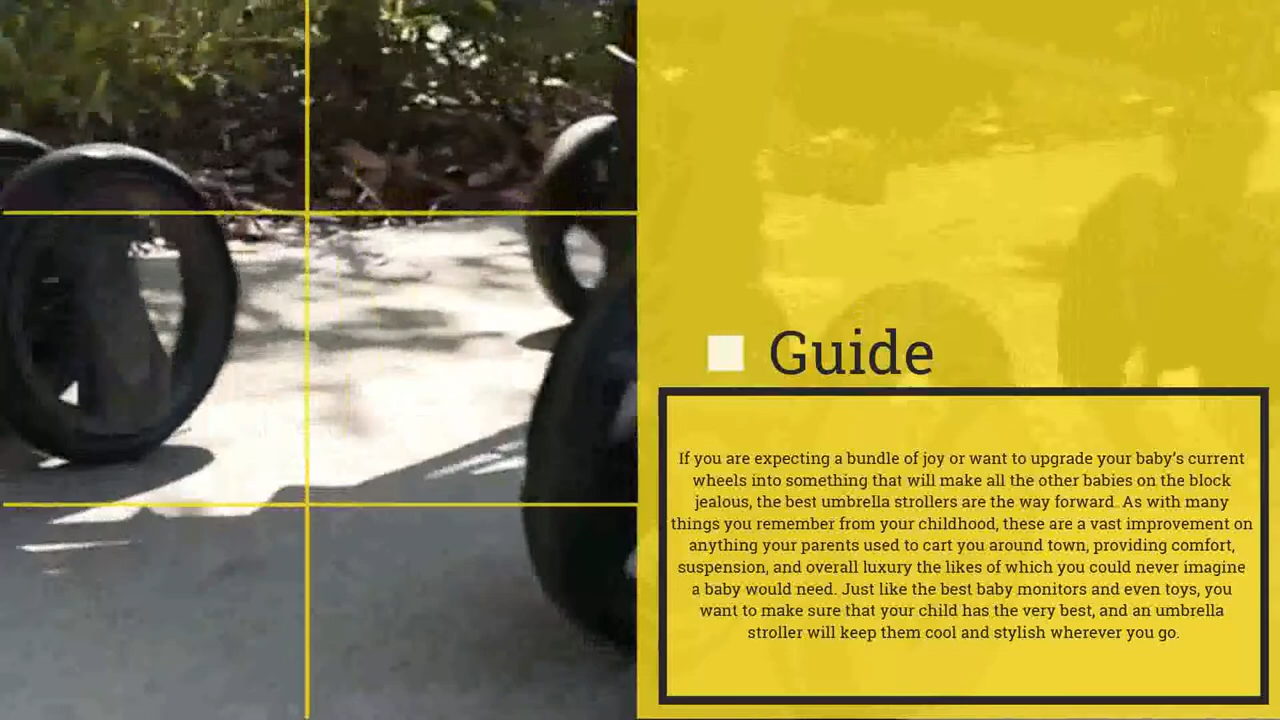 Guide
If you are expecting a bundle of joy or want to upgrade your baby’s current
wheels into something that will make all the other babies on the block
jealous, the best umbrella strollers are the way forward. As with many
things you remember from your childhood, these are a vast improvement on
anything your parents used to cart you around town, providing comfort,
suspension, and overall luxury the likes of which you could never imagine
a baby would need. Just like the best baby monitors and even toys, you
want to make sure that your child has the very best, and an umbrella
stroller will keep them cool and stylish wherever you go.